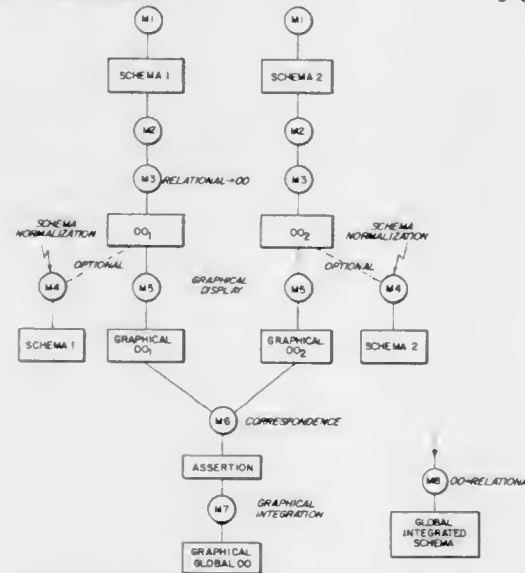 M1
M1
SCHEMA 1
SCHEMA 2
M2
M2
M3
RELATIONAL→OO
M3
SCHEMA
NORMALIZATION
OO1
OO2
SCHEMA
NORMALIZATION
OPTIONAL
OPTIONAL
M4
M5
GRAPHICAL
DISPLAY
M5
M4
SCHEMA 1
GRAPHICAL
OO1
GRAPHICAL
OO2
SCHEMA 2
M6
CORRESPONDENCE
ASSERTION
M7
GRAPHICAL
INTEGRATION
GRAPHICAL
GLOBAL OO
M8
OO→RELATIONAL
GLOBAL
INTEGRATED
SCHEMA